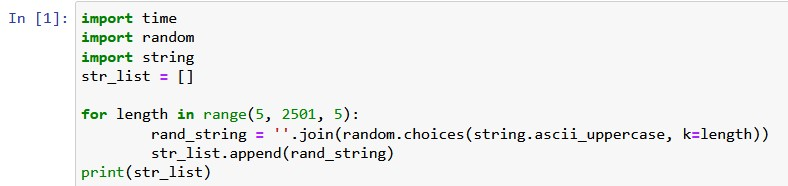 In [1]: import time
import random
import string
str_list = []
for length in range(5, 2501, 5):
        rand_string = ''.join(random.choices(string.ascii_uppercase, k=length))
        str_list.append(rand_string)
print(str_list)